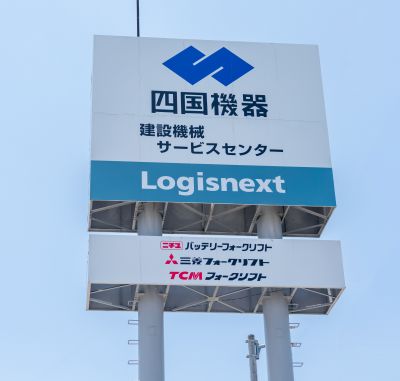 四国機器
建設機械
サービスセンター
Logisnext
ニチユ バッテリーフォークリフト
三菱フォークリフト
TCM フォークリフト